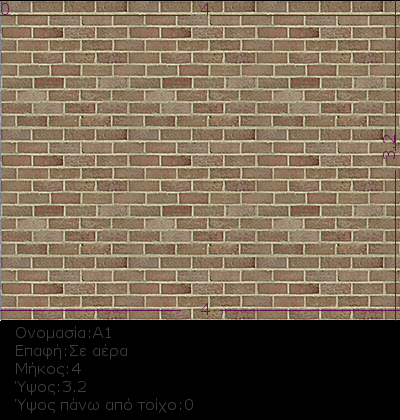 0 4
3.2
4
Ονομασία:A1
Επαφή:Σε αέρα
Μήκος:4
Ύψος:3.2
Ύψος πάνω από τοίχο:0